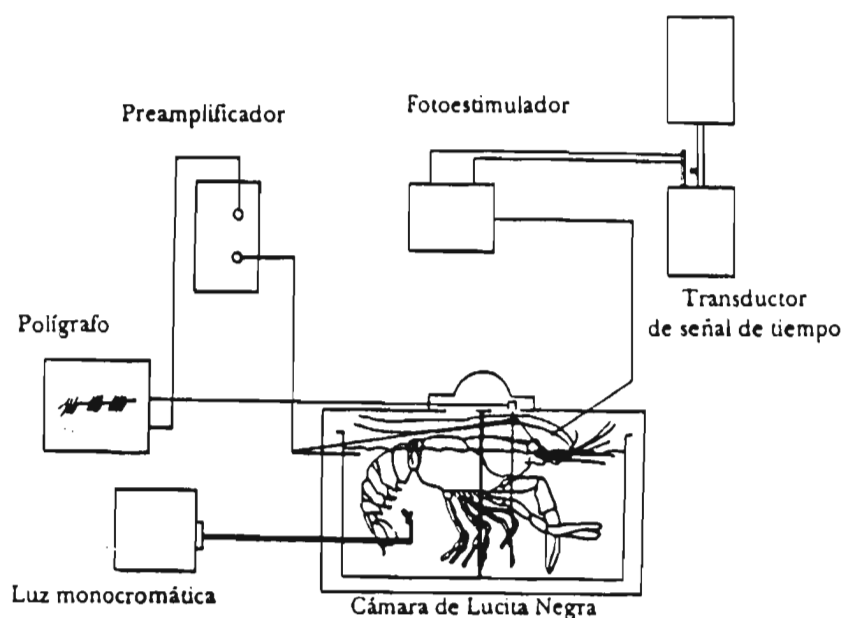 Preamplificador
Fotoestimulador
Transductor
de señal de tiempo
Polígrafo
Luz monocromática
Cámara de Lucita Negra